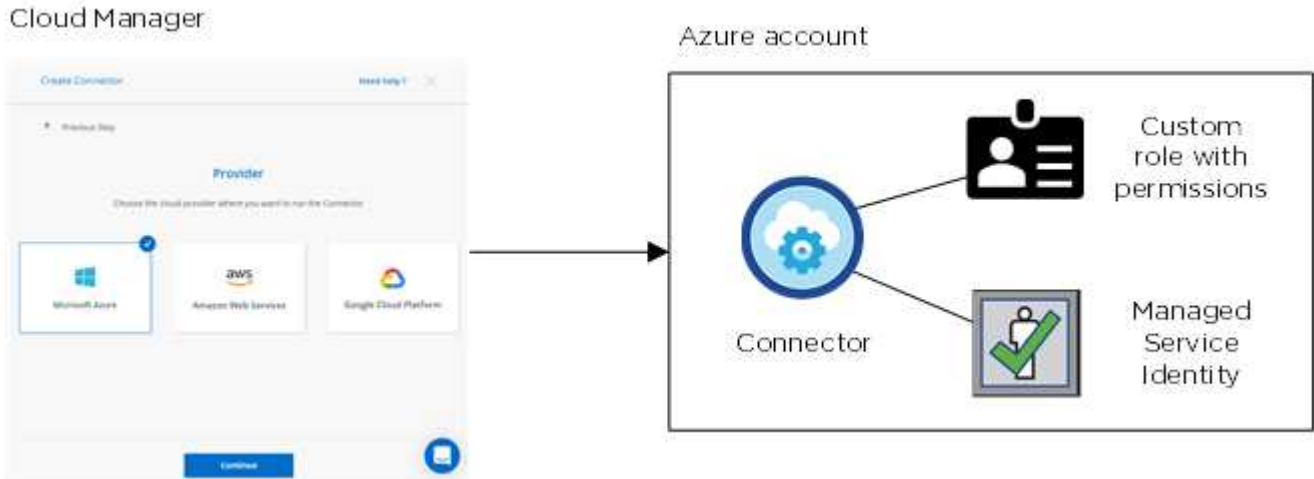 Cloud Manager
Create Connector
Need help?
Previous Step
Provider
Choose the cloud provider where you want to run the Connector
Microsoft Azure
aws
Amazon Web Services
Google Cloud Platform
Continue
Azure account
Custom
role with
permissions
Connector
Managed
Service
Identity